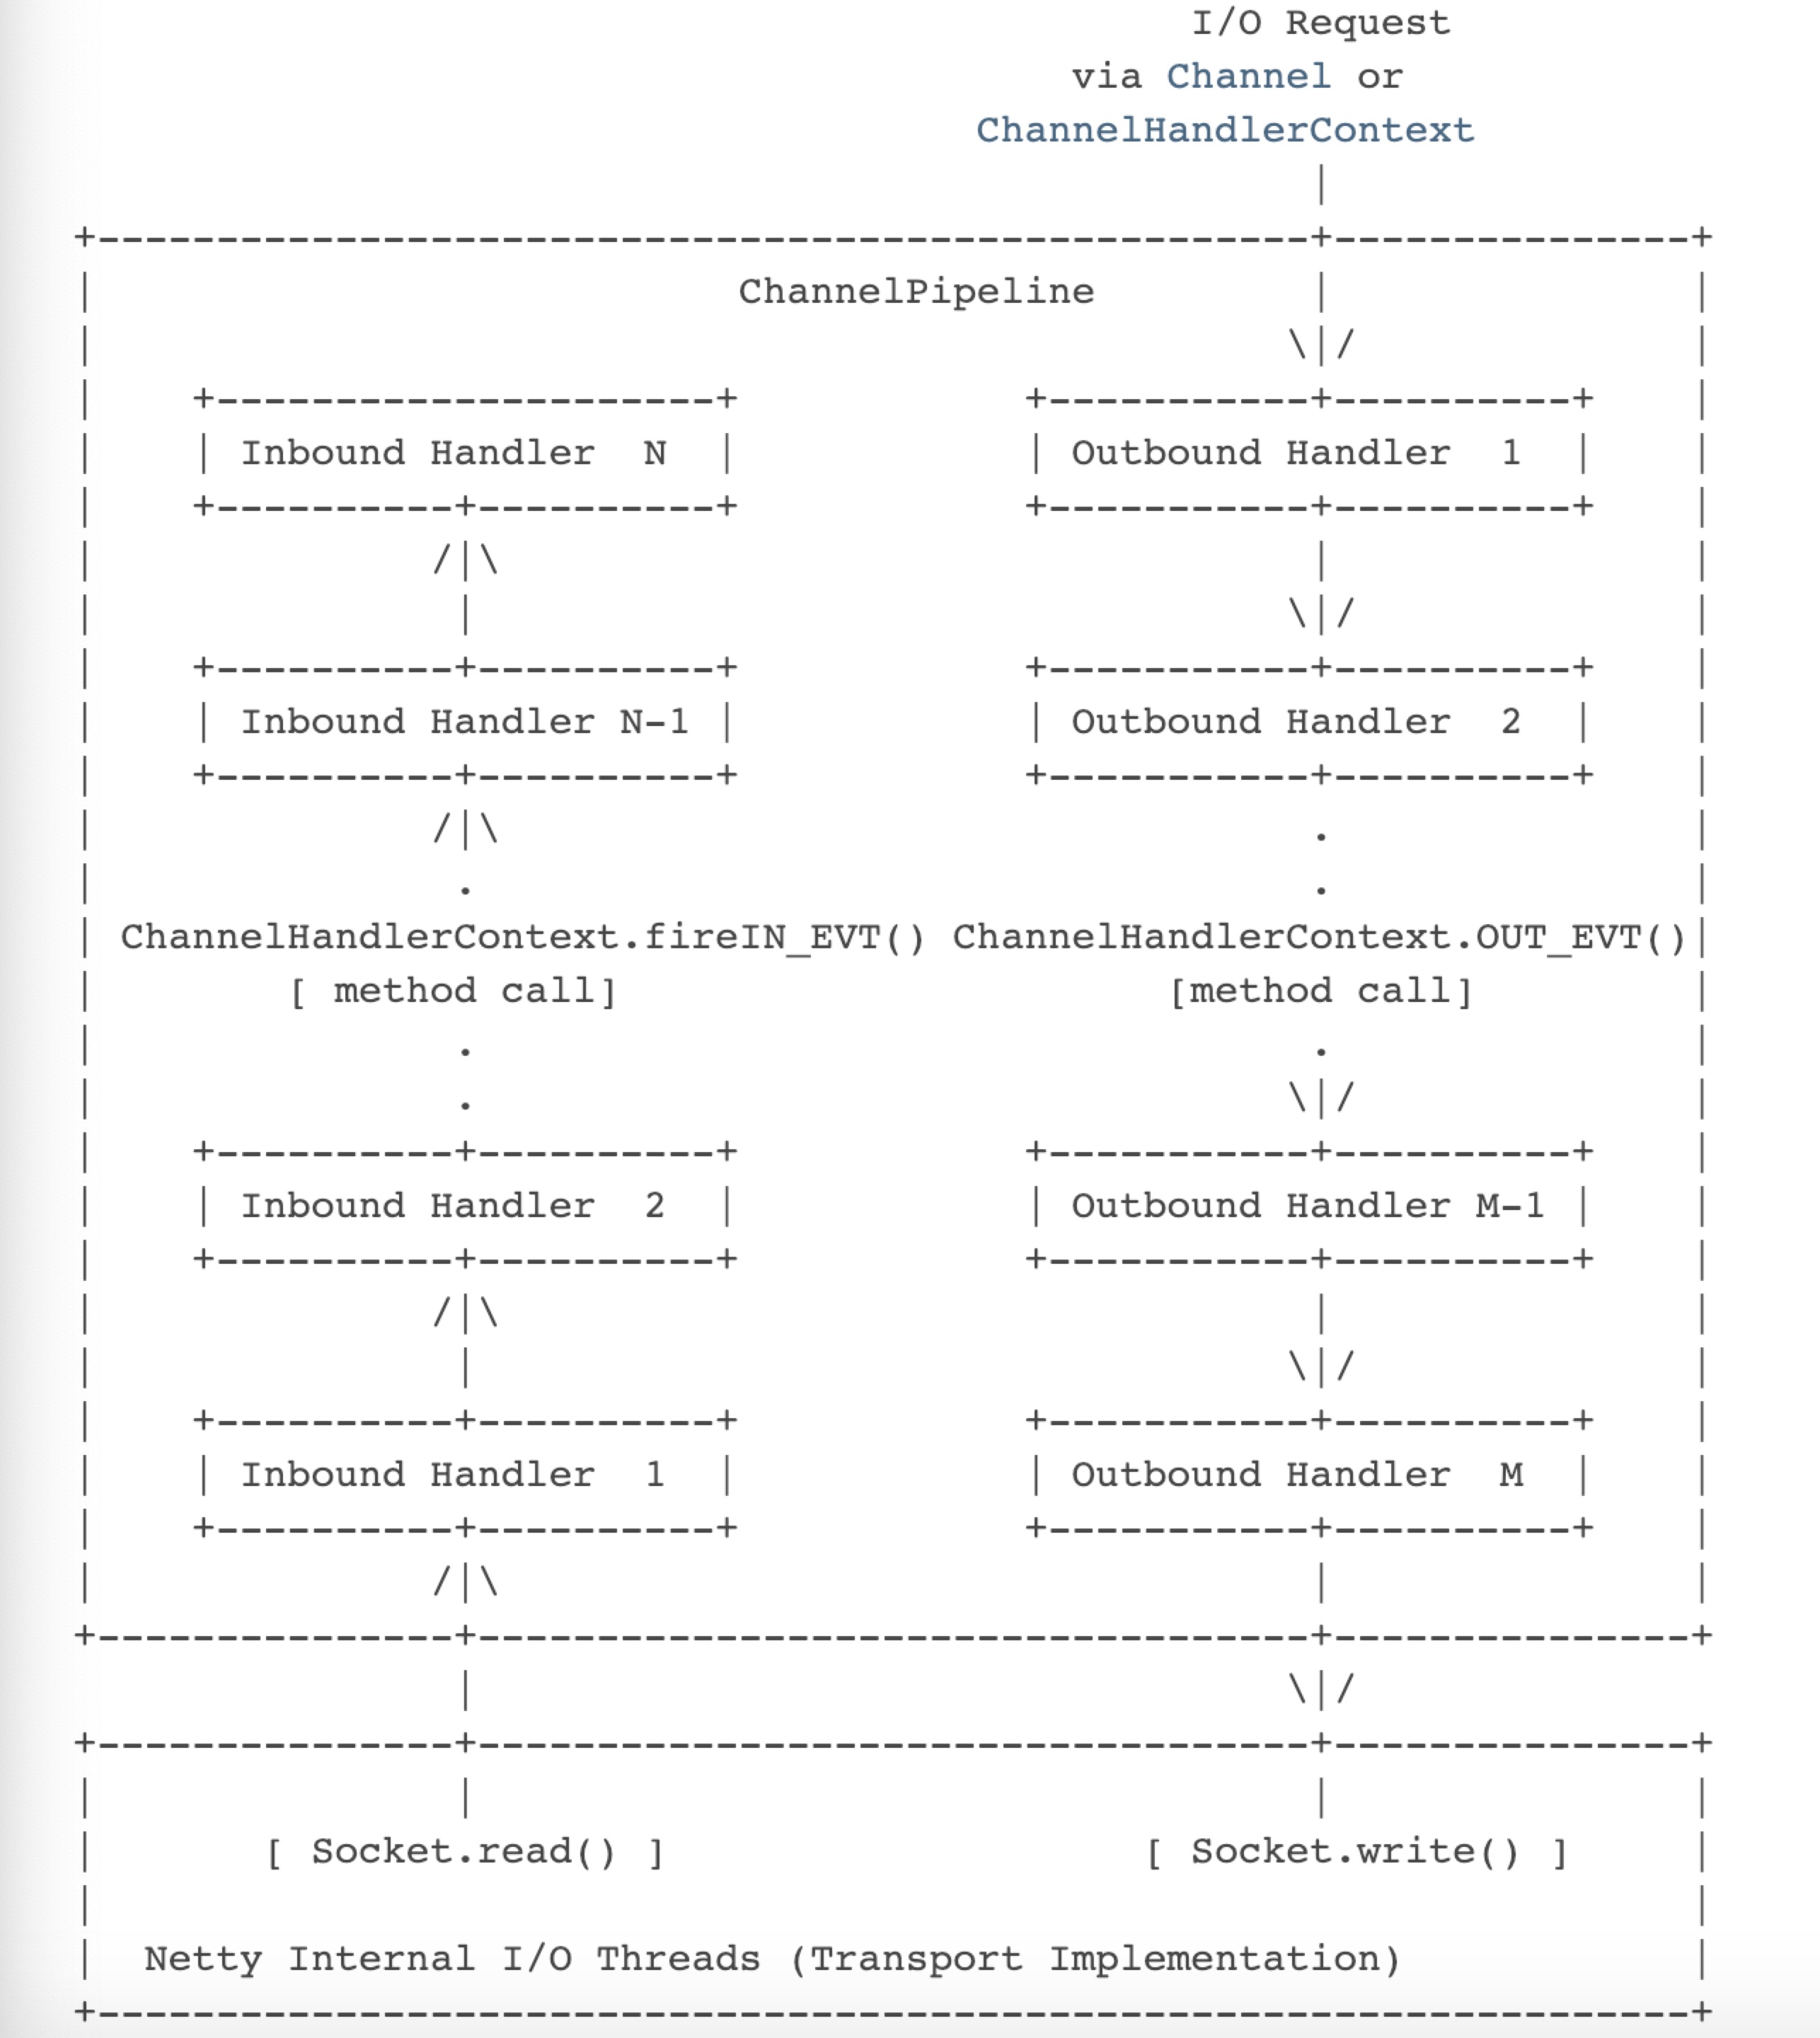 I/O Request
via Channel or
ChannelHandlerContext
|
+---------------------------------------------------+---------------+
|                           ChannelPipeline         |               |
|                                                  \|/              |
|    +---------------------+            +-----------+----------+    |
|    | Inbound Handler  N  |            | Outbound Handler  1  |    |
|    +----------+----------+            +-----------+----------+    |
|              /|\                                  |               |
|               |                                  \|/              |
|    +----------+----------+            +-----------+----------+    |
|    | Inbound Handler N-1 |            | Outbound Handler  2  |    |
|    +----------+----------+            +-----------+----------+    |
|              /|\                                  .               |
|               .                                   .               |
| ChannelHandlerContext.fireIN_EVT() ChannelHandlerContext.OUT_EVT()|
|        [ method call]                       [method call]         |
|               .                                   .               |
|               .                                  \|/              |
|    +----------+----------+            +-----------+----------+    |
|    | Inbound Handler  2  |            | Outbound Handler M-1 |    |
|    +----------+----------+            +-----------+----------+    |
|              /|\                                  |               |
|               |                                  \|/              |
|    +----------+----------+            +-----------+----------+    |
|    | Inbound Handler  1  |            | Outbound Handler  M  |    |
|    +----------+----------+            +-----------+----------+    |
|              /|\                                  |               |
+---------------+-----------------------------------+---------------+
                |                                  \|/
+---------------+-----------------------------------+---------------+
|               |                                   |               |
|       [ Socket.read() ]                    [ Socket.write() ]     |
|                                                                   |
|  Netty Internal I/O Threads (Transport Implementation)            |
+-------------------------------------------------------------------+